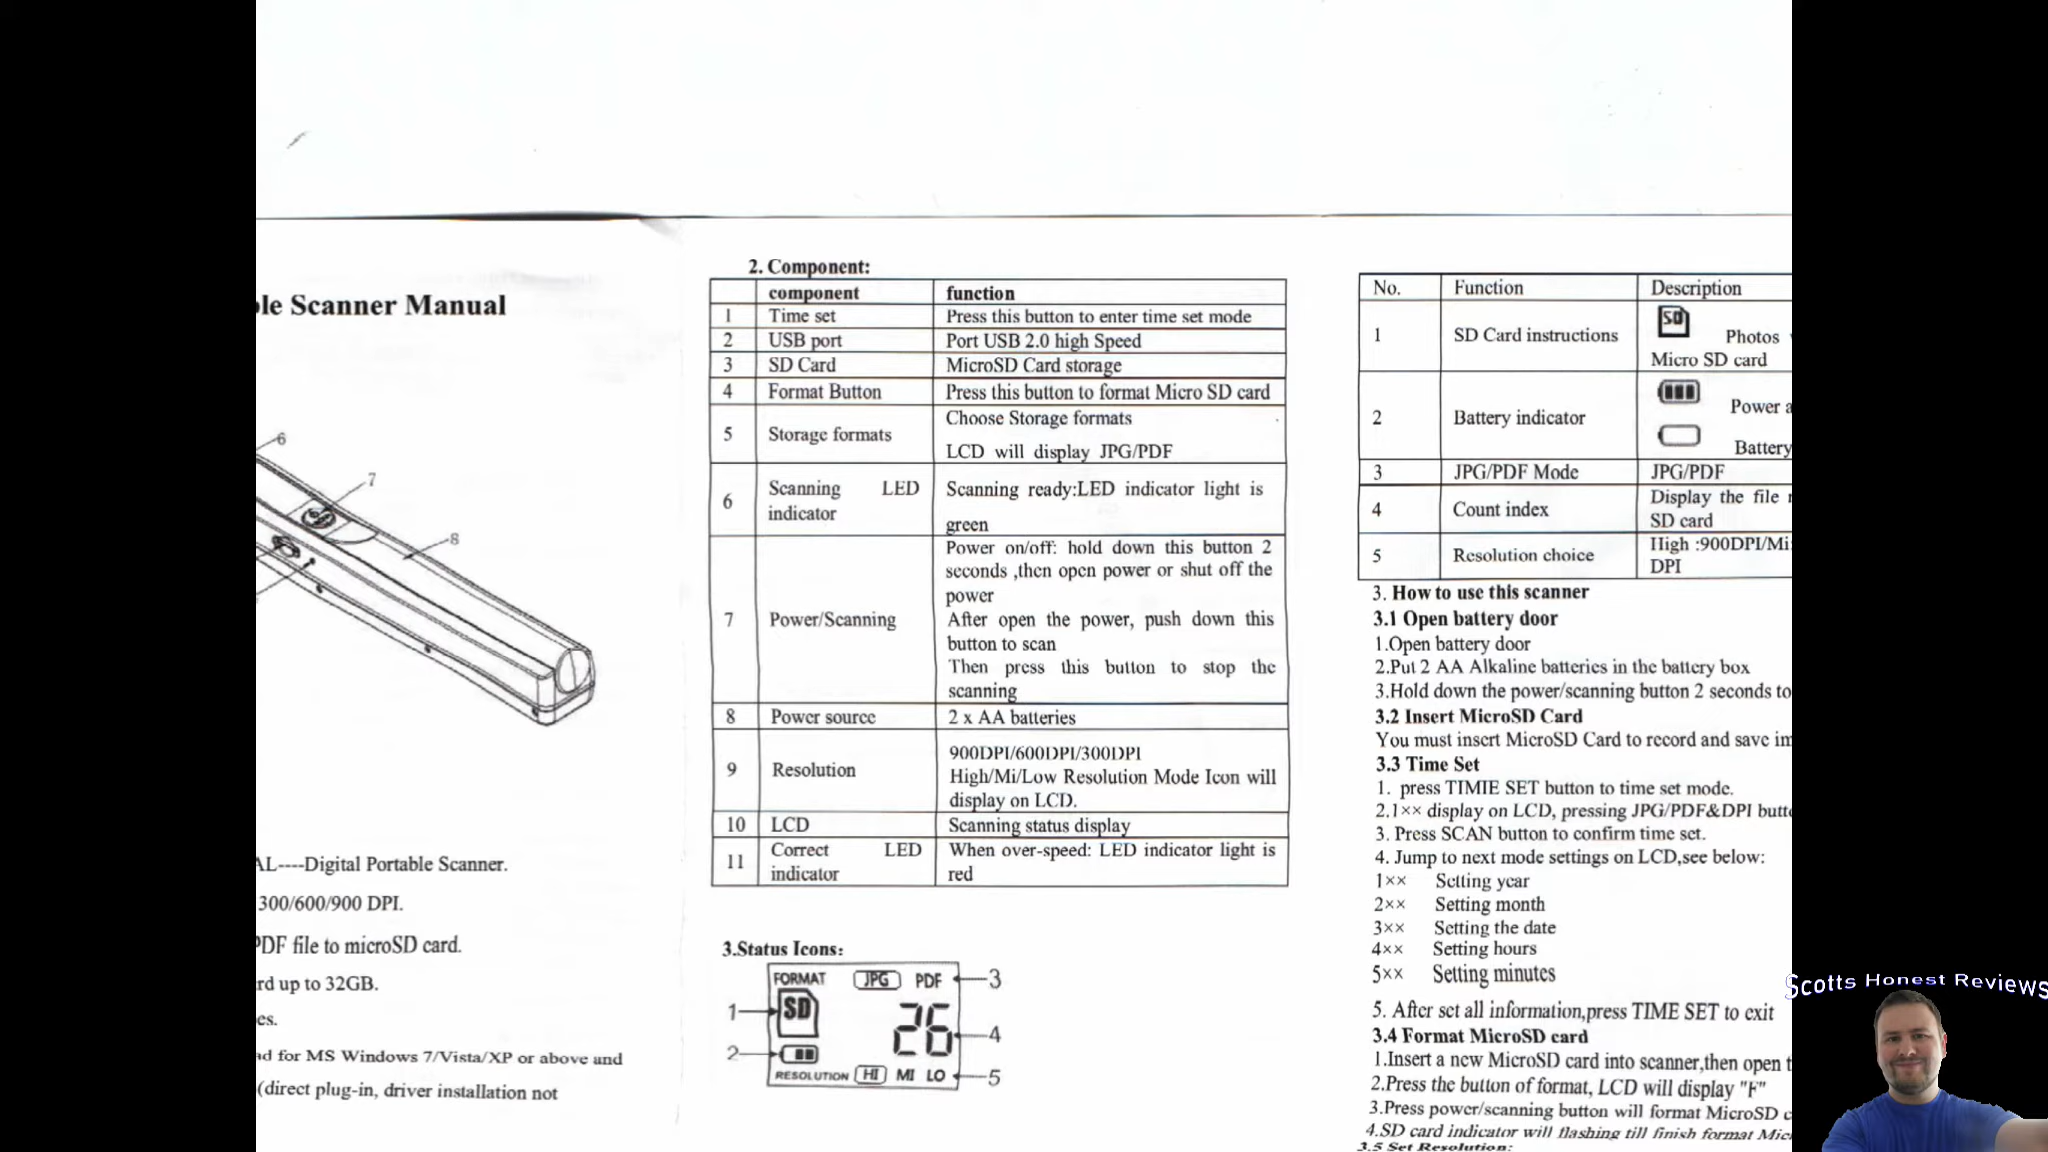 le Scanner Manual
6
7
8
AL----Digital Portable Scanner.
300/600/900 DPI.
PDF file to microSD card.
rd up to 32GB.
es.
ad for MS Windows 7/Vista/XP or above and
(direct plug-in, driver installation not
2. Component:
component function
1 Time set Press this button to enter time set mode
2 USB port Port USB 2.0 high Speed
3 SD Card MicroSD Card storage
4 Format Button Press this button to format Micro SD card
5 Storage formats Choose Storage formats
LCD will display JPG/PDF
6 Scanning LED indicator Scanning ready:LED indicator light is
green
7 Power/Scanning Power on/off: hold down this button 2
seconds ,then open power or shut off the
power
After open the power, push down this
button to scan
Then press this button to stop the
scanning
8 Power source 2 x AA batteries
9 Resolution 900DPI/600DPI/300DPI
High/Mi/Low Resolution Mode Icon will
display on LCD.
10 LCD Scanning status display
11 Correct LED indicator When over-speed: LED indicator light is
red
3.Status Icons:
FORMAT JPG PDF 3
1 SD 26 4
2
RESOLUTION HI MI LO 5
No. Function Description
1 SD Card instructions SD Photos
Micro SD card
2 Battery indicator Power a
Battery
3 JPG/PDF Mode JPG/PDF
4 Count index Display the file
SD card
5 Resolution choice High :900DPI/Mi
DPI
3. How to use this scanner
3.1 Open battery door
1.Open battery door
2.Put 2 AA Alkaline batteries in the battery box
3.Hold down the power/scanning button 2 seconds to
3.2 Insert MicroSD Card
You must insert MicroSD Card to record and save im
3.3 Time Set
1. press TIMIE SET button to time set mode.
2.1×× display on LCD, pressing JPG/PDF&DPI butt
3. Press SCAN button to confirm time set.
4. Jump to next mode settings on LCD,see below:
1×× Setting year
2×× Setting month
3×× Setting the date
4×× Setting hours
5×× Setting minutes
5. After set all information,press TIME SET to exit
3.4 Format MicroSD card
1.Insert a new MicroSD card into scanner,then open t
2.Press the button of format, LCD will display "F"
3.Press power/scanning button will format MicroSD c
4.SD card indicator will flashing till finish format Mic
3.5 Set Resolution:
Scotts Honest Reviews